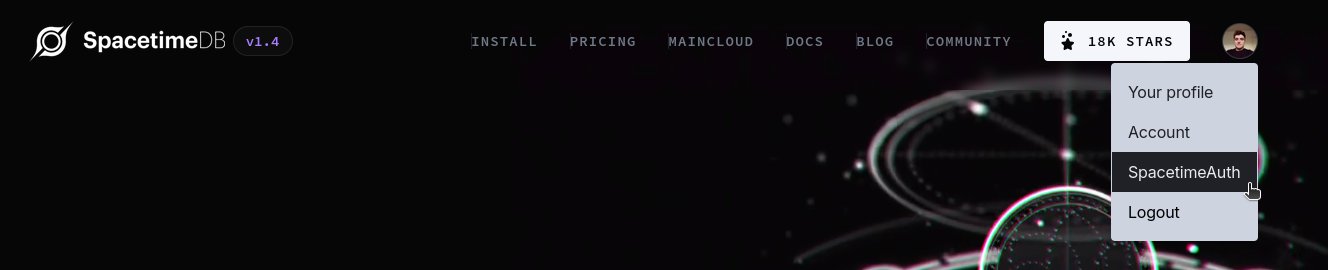 SpacetimeDB v1.4 INSTALL PRICING MAINCLOUD DOCS BLOG COMMUNITY 18K STARS
Your profile
Account
SpacetimeAuth
Logout